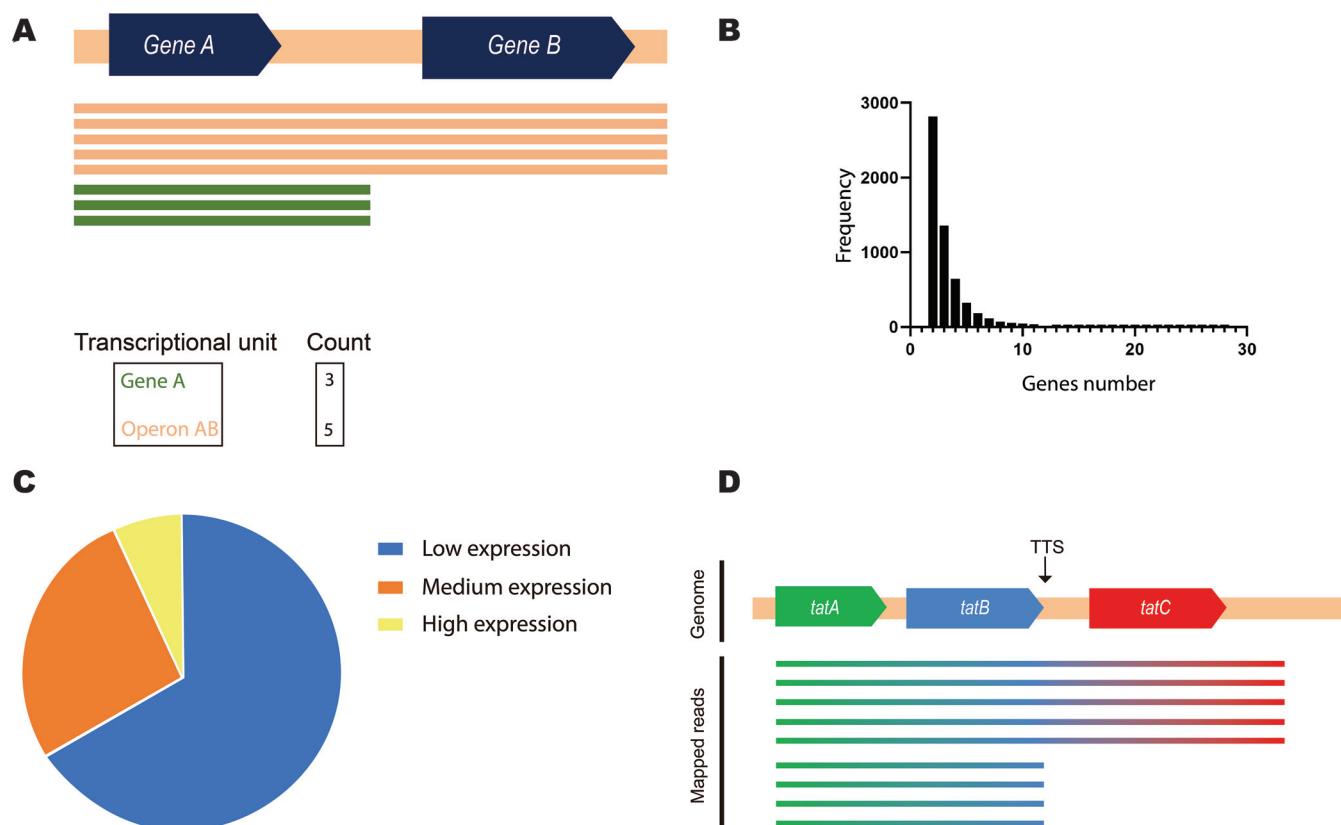 A
Gene A
Gene B
Transcriptional unit
Count
Gene A
3
Operon AB
5
B
3000
2000
1000
0
Frequency
0
10
20
30
Genes number
C
Low expression
Medium expression
High expression
D
TTS
Genome
tatA
tatB
tatC
Mapped reads